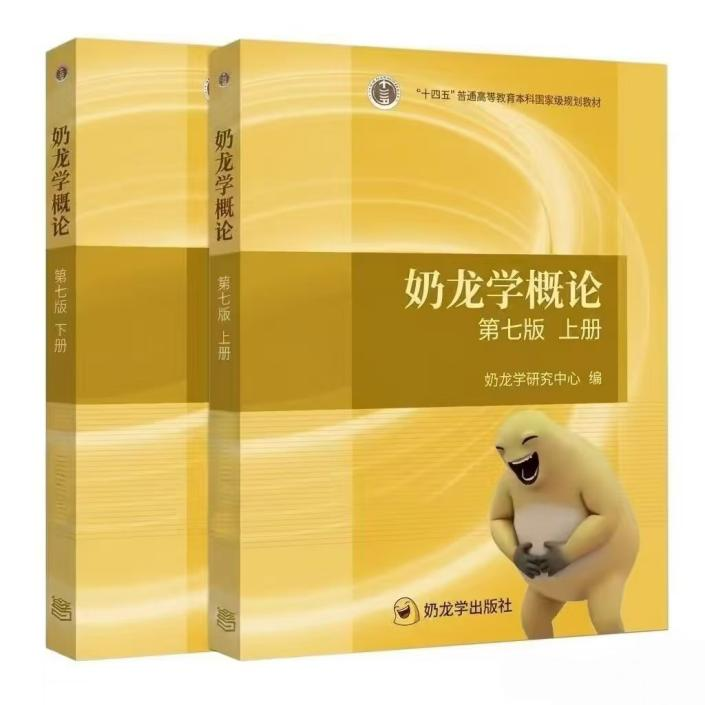 奶龙学概论
第七版 下册
奶龙学概论
第七版 上册
“十四五”普通高等教育本科国家级规划教材
奶龙学概论
第七版 上册
奶龙学研究中心 编
奶龙学出版社